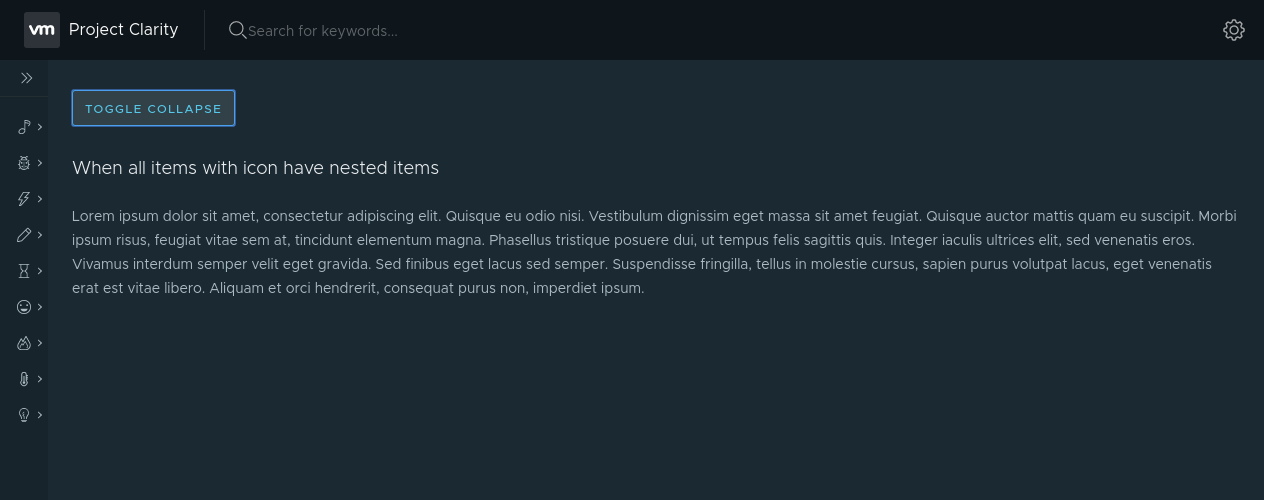 vm Project Clarity
Search for keywords...
TOGGLE COLLAPSE
When all items with icon have nested items
Lorem ipsum dolor sit amet, consectetur adipiscing elit. Quisque eu odio nisi. Vestibulum dignissim eget massa sit amet feugiat. Quisque auctor mattis quam eu suscipit. Morbi
ipsum risus, feugiat vitae sem at, tincidunt elementum magna. Phasellus tristique posuere dui, ut tempus felis sagittis quis. Integer iaculis ultrices elit, sed venenatis eros.
Vivamus interdum semper velit eget gravida. Sed finibus eget lacus sed semper. Suspendisse fringilla, tellus in molestie cursus, sapien purus volutpat lacus, eget venenatis
erat est vitae libero. Aliquam et orci hendrerit, consequat purus non, imperdiet ipsum.